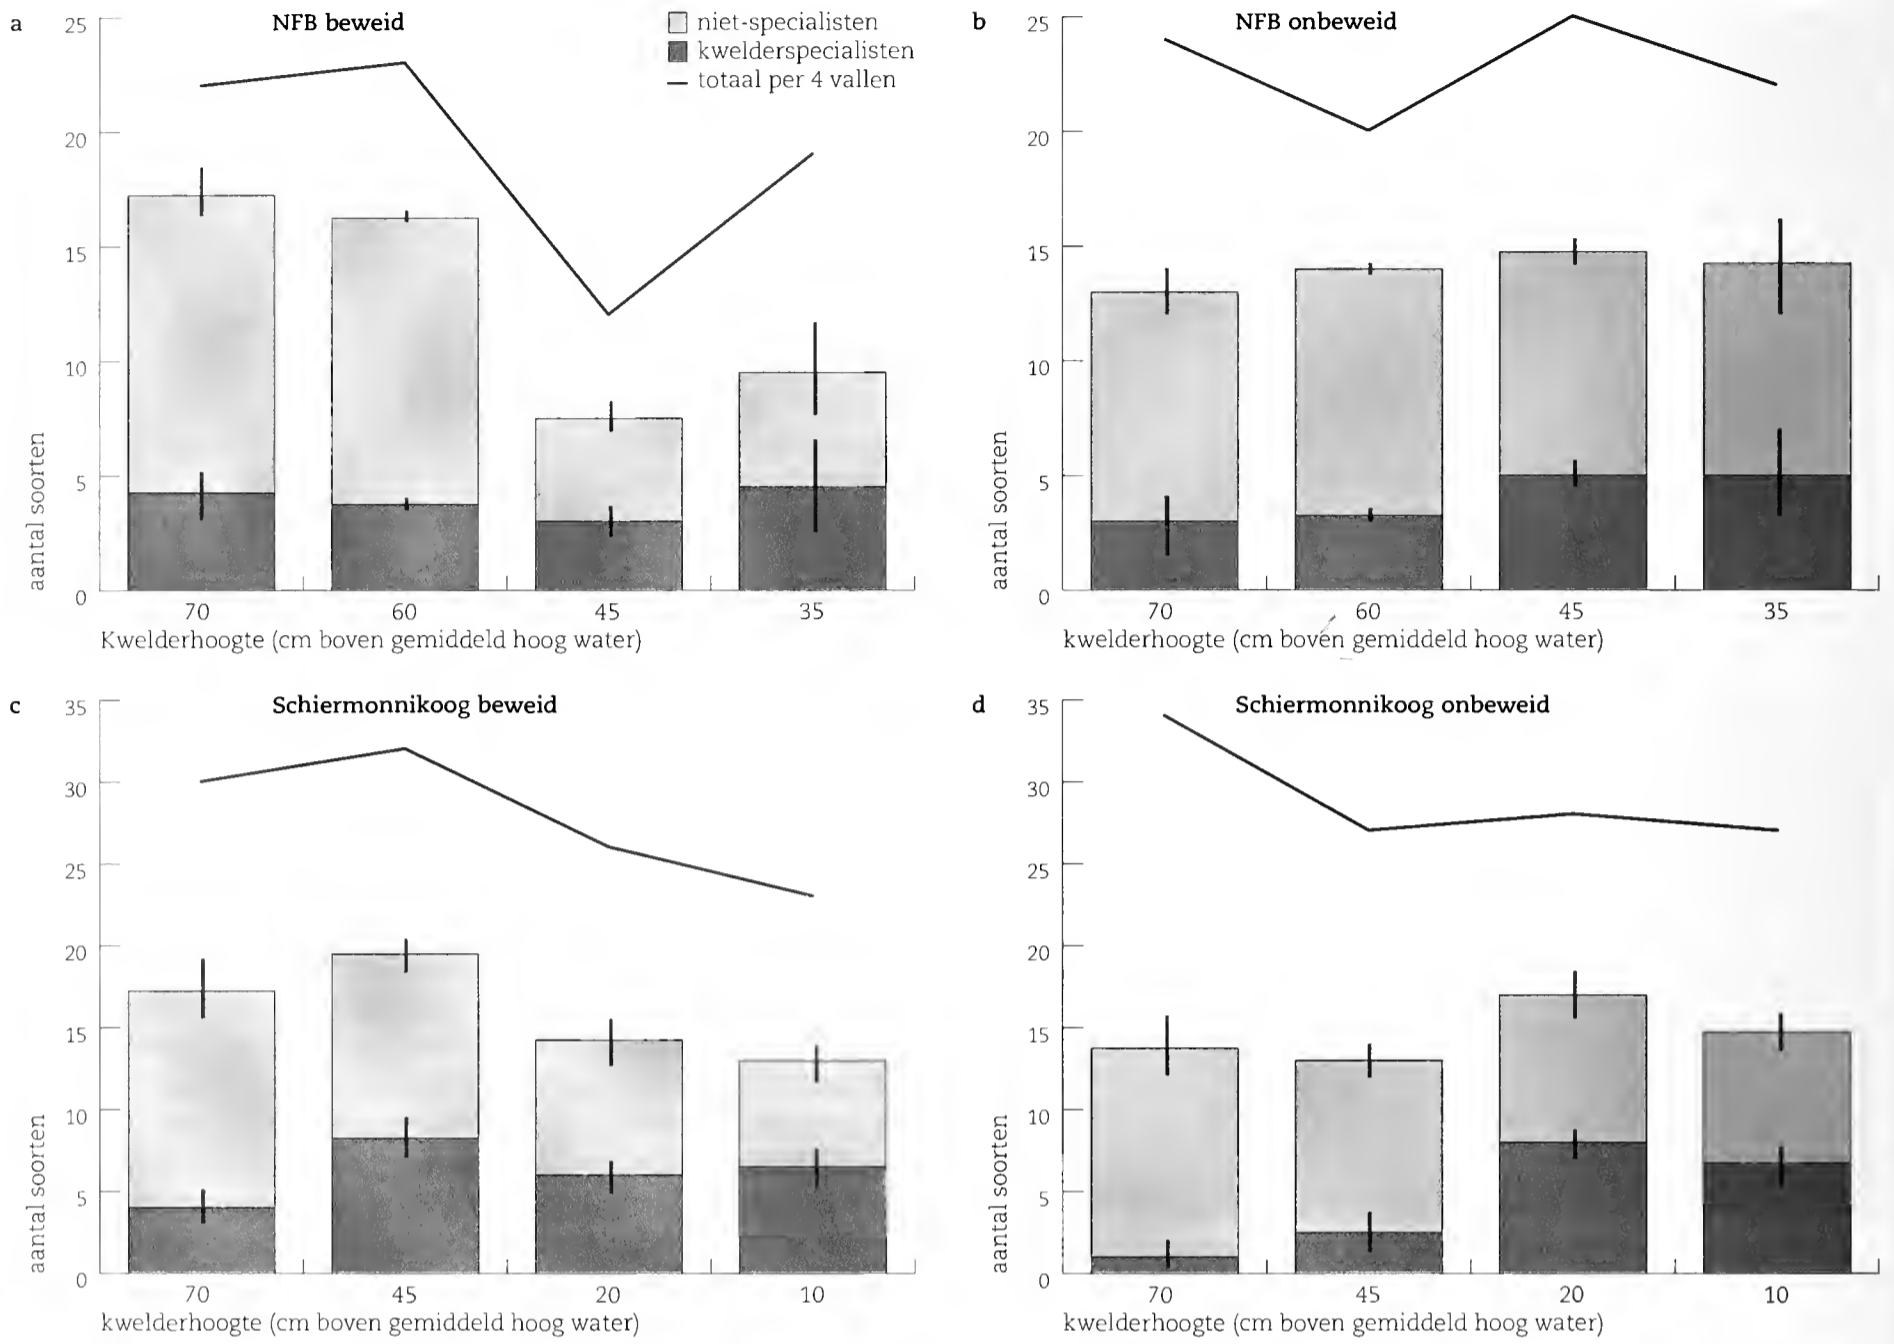 a
NFB beweid
niet-specialisten
kwelderspecialisten
totaal per 4 vallen
25
20
15
10
5
0
aantal soorten
70 60 45 35
Kwelderhoogte (cm boven gemiddeld hoog water)
b
NFB onbeweid
25
20
15
10
5
0
aantal soorten
70 60 45 35
kwelderhoogte (cm boven gemiddeld hoog water)
c
Schiermonnikoog beweid
35
30
25
20
15
10
5
0
aantal soorten
70 45 20 10
kwelderhoogte (cm boven gemiddeld hoog water)
d
Schiermonnikoog onbeweid
35
30
25
20
15
10
5
0
aantal soorten
70 45 20 10
kwelderhoogte (cm boven gemiddeld hoog water)